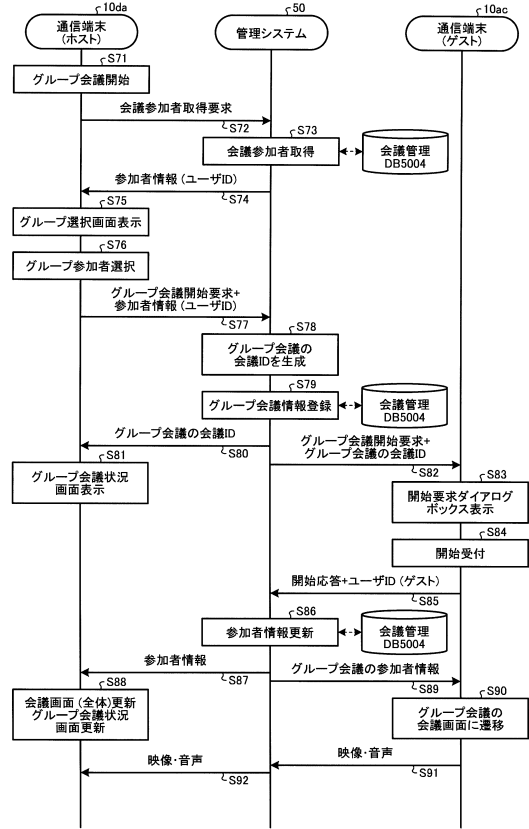 10da
50
10ac
通信端末
(ホスト)
管理システム
通信端末
(ゲスト)
S71
グループ会議開始
会議参加者取得要求
S72
S73
会議参加者取得
会議管理
DB5004
参加者情報(ユーザID)
S74
S75
グループ選択画面表示
S76
グループ参加者選択
グループ会議開始要求+
参加者情報(ユーザID)
S77
S78
グループ会議の
会議IDを生成
S79
グループ会議情報登録
会議管理
DB5004
グループ会議の会議ID
S80
グループ会議開始要求+
グループ会議の会議ID
S82
S81
グループ会議状況
画面表示
S83
開始要求ダイアログ
ボックス表示
S84
開始受付
開始応答+ユーザID(ゲスト)
S85
S86
参加者情報更新
会議管理
DB5004
参加者情報
S87
グループ会議の参加者情報
S89
S88
会議画面(全体)更新
グループ会議状況
画面更新
S90
グループ会議の
会議画面に遷移
映像・音声
S91
映像・音声
S92